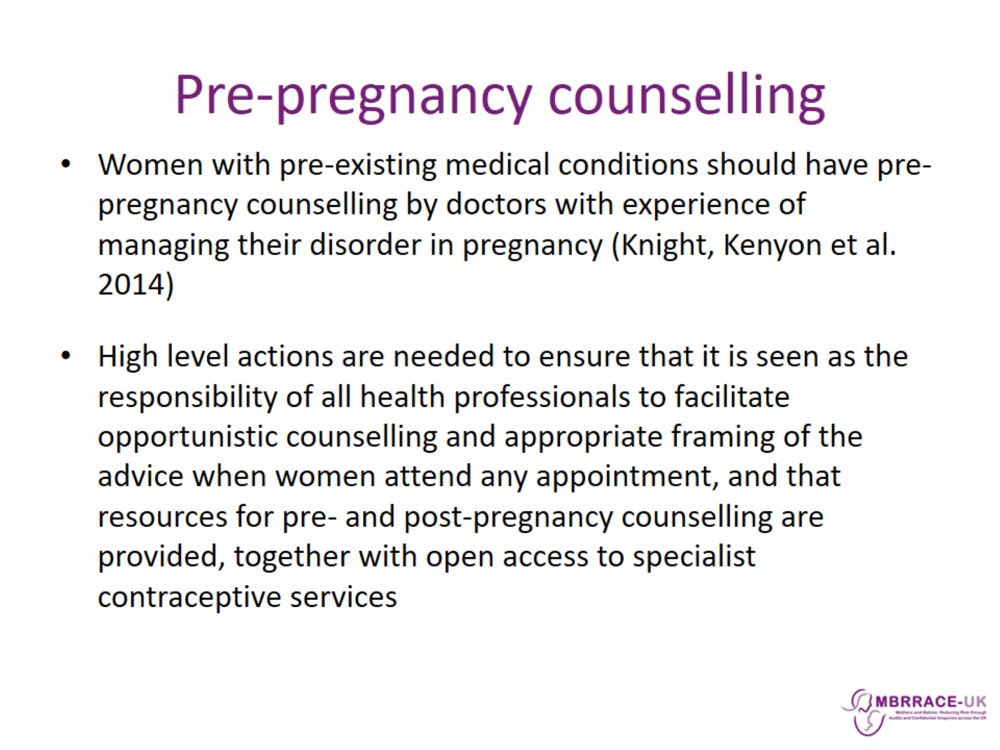 Pre-pregnancy counselling
• Women with pre-existing medical conditions should have pre-
pregnancy counselling by doctors with experience of
managing their disorder in pregnancy (Knight, Kenyon et al.
2014)
• High level actions are needed to ensure that it is seen as the
responsibility of all health professionals to facilitate
opportunistic counselling and appropriate framing of the
advice when women attend any appointment, and that
resources for pre- and post-pregnancy counselling are
provided, together with open access to specialist
contraceptive services
MBRRACE-UK
Mothers and Babies: Reducing Risk through
Audits and Confidential Enquiries across the UK